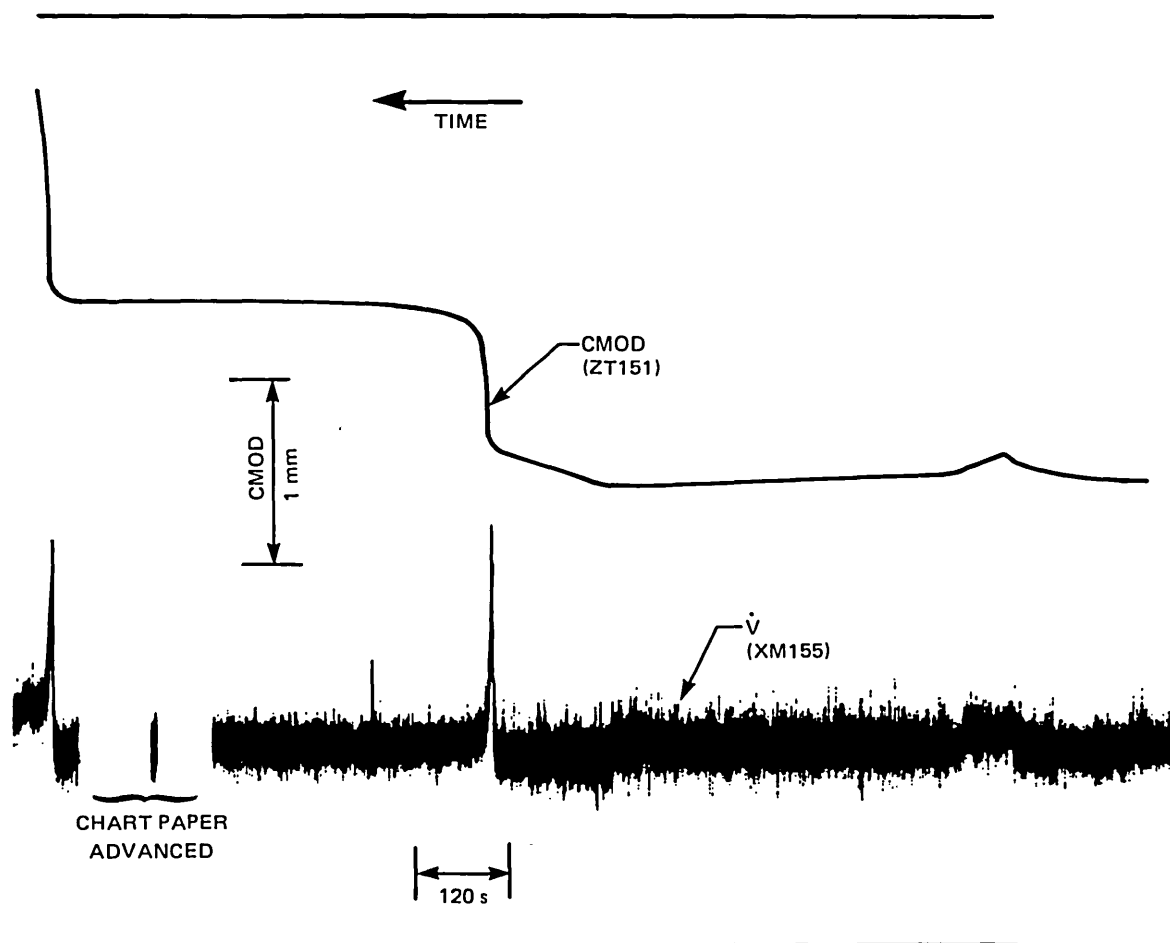 TIME
CMOD
(ZT151)
CMOD
1 mm
V̇
(XM155)
CHART PAPER
ADVANCED
120 s